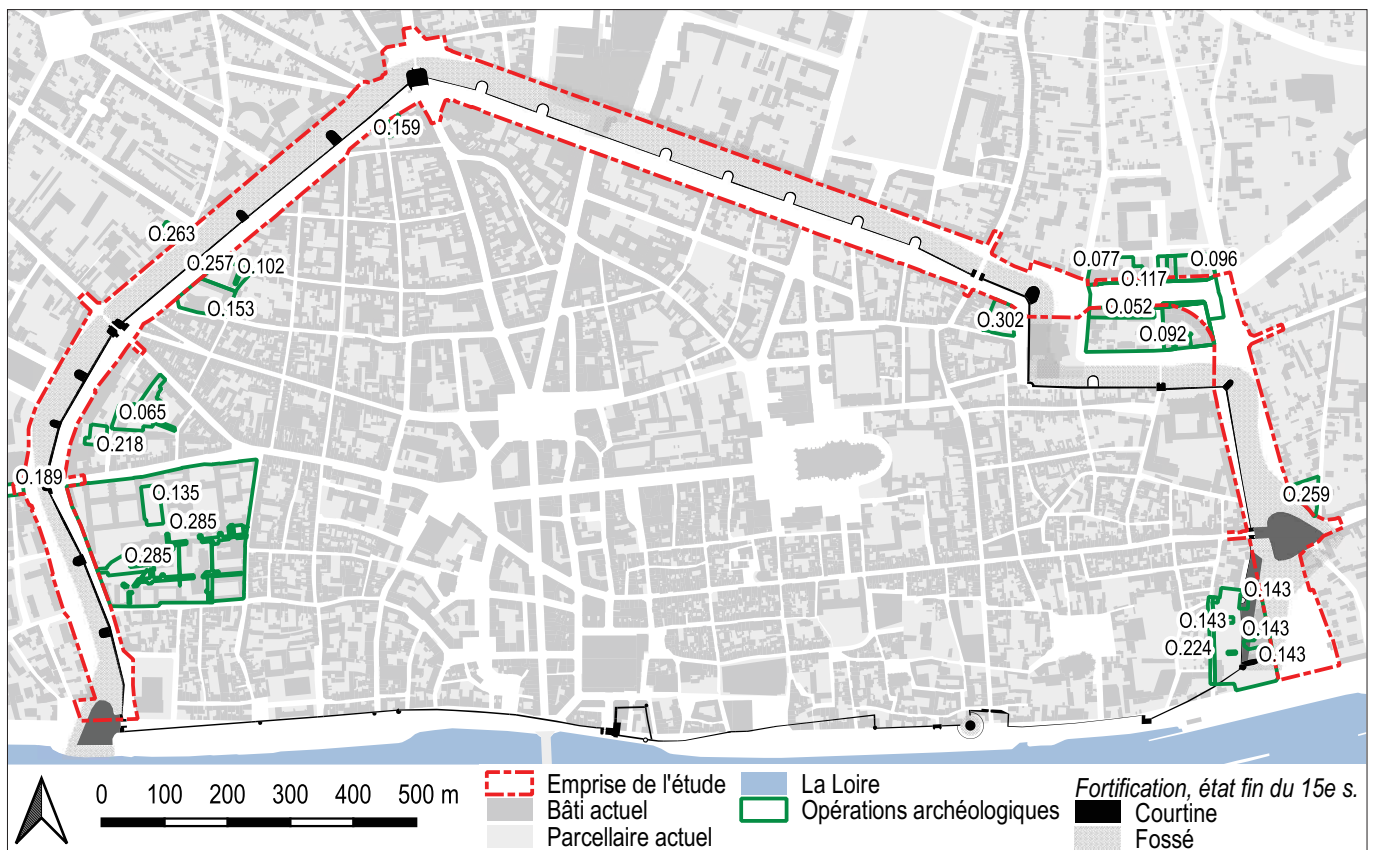 O.159
O.263
O.257
O.102
O.153
O.077
O.096
O.117
O.052
O.302
O.092
O.065
O.218
O.189
O.135
O.259
O.285
O.285
O.143
O.143
O.143
O.224
O.143
0 100 200 300 400 500 m
Emprise de l'étude
Bâti actuel
Parcellaire actuel
La Loire
Opérations archéologiques
Fortification, état fin du 15e s.
Courtine
Fossé